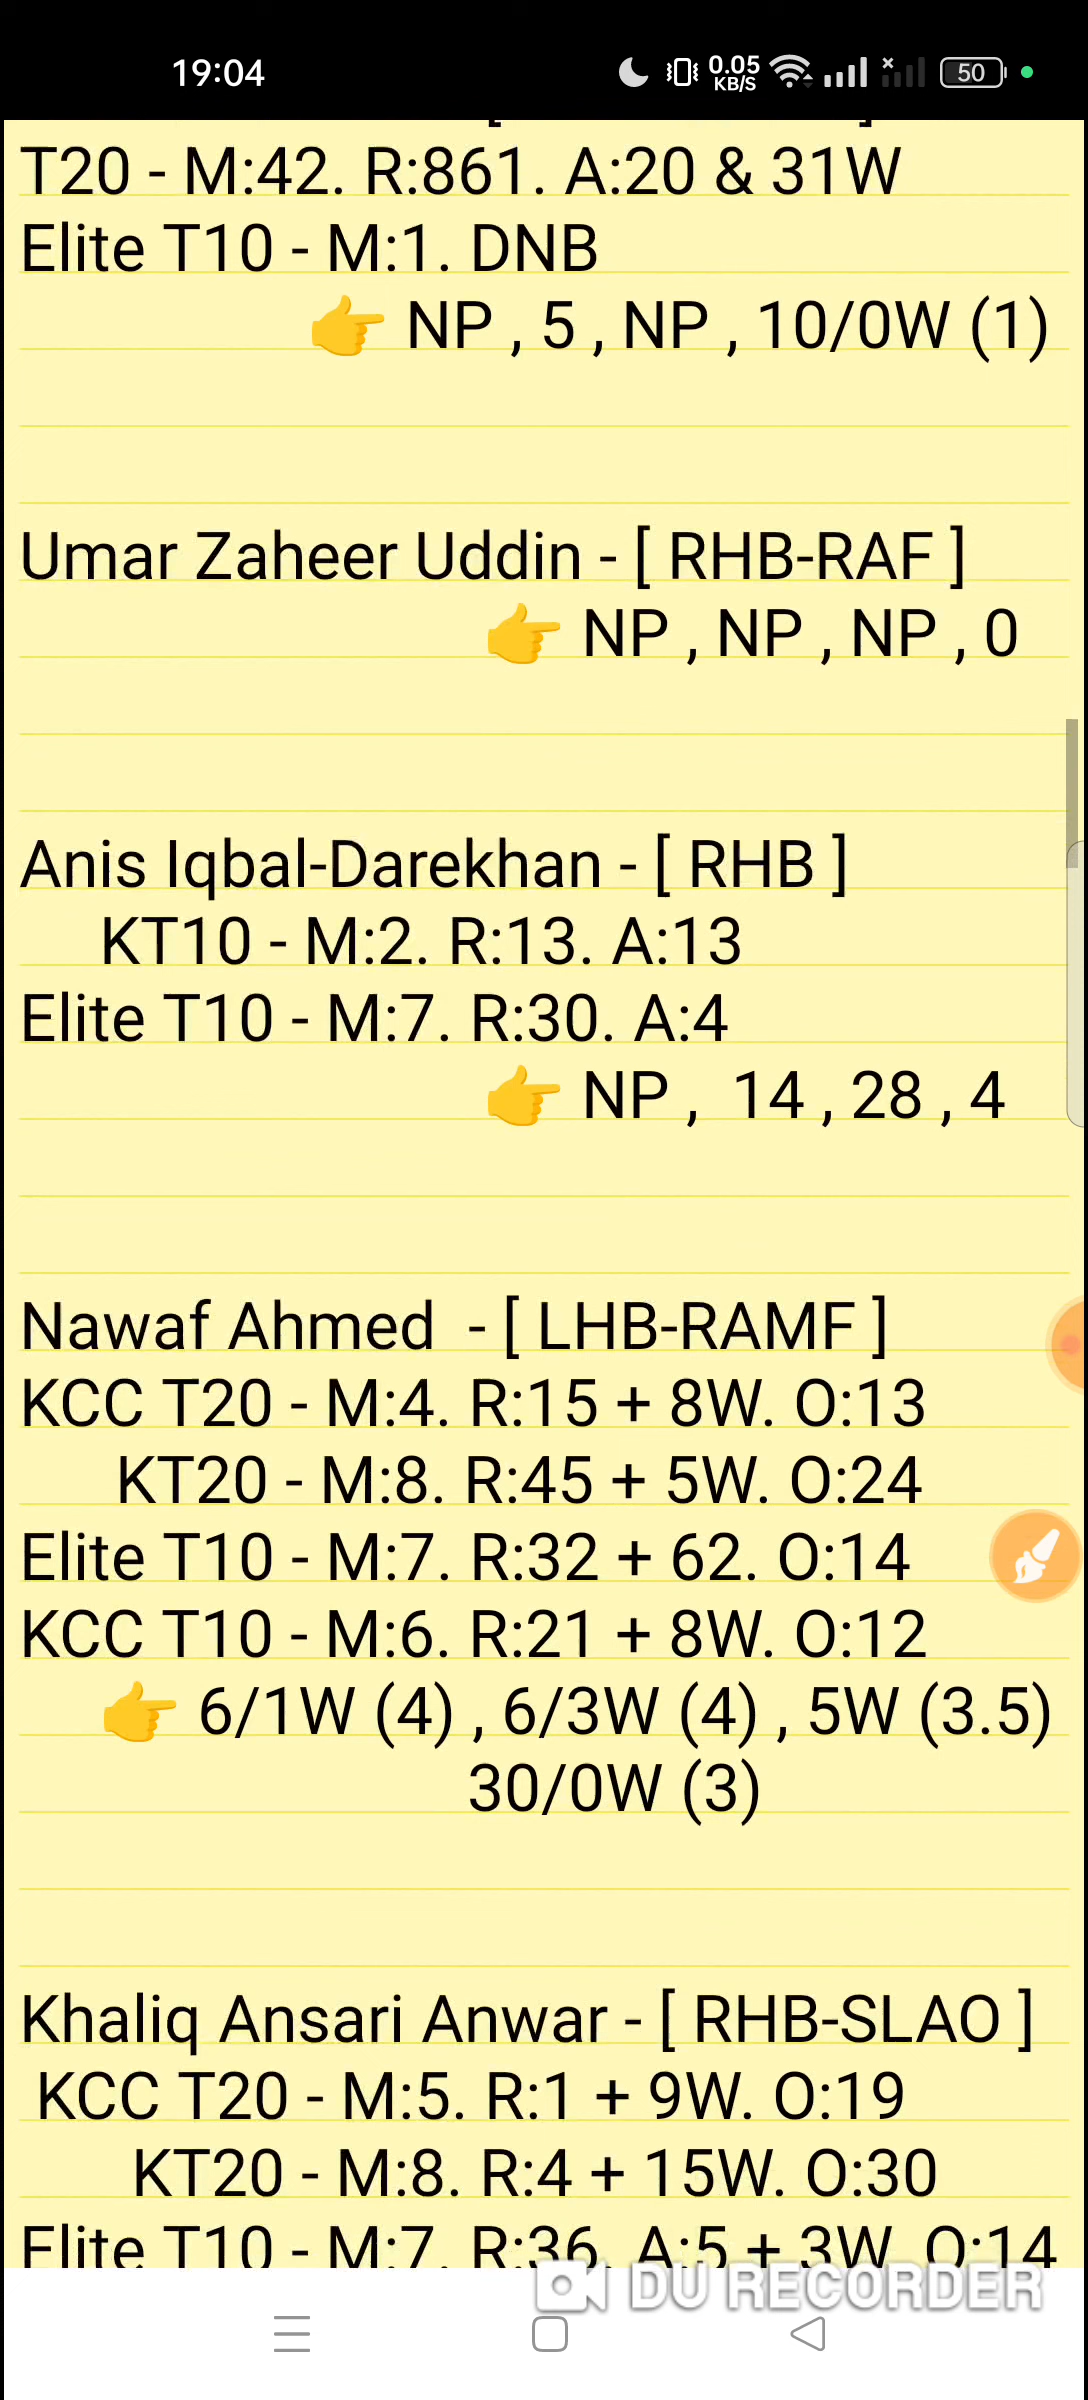 19:04 0.05 KB/S 50
T20 - M:42. R:861. A:20 & 31W
Elite T10 - M:1. DNB
👉 NP , 5 , NP , 10/0W (1)
Umar Zaheer Uddin - [ RHB-RAF ]
👉 NP , NP , NP , 0
Anis Iqbal-Darekhan - [ RHB ]
KT10 - M:2. R:13. A:13
Elite T10 - M:7. R:30. A:4
👉 NP , 14 , 28 , 4
Nawaf Ahmed - [ LHB-RAMF ]
KCC T20 - M:4. R:15 + 8W. O:13
KT20 - M:8. R:45 + 5W. O:24
Elite T10 - M:7. R:32 + 62. O:14
KCC T10 - M:6. R:21 + 8W. O:12
👉 6/1W (4) , 6/3W (4) , 5W (3.5)
30/0W (3)
Khaliq Ansari Anwar - [ RHB-SLAO ]
KCC T20 - M:5. R:1 + 9W. O:19
KT20 - M:8. R:4 + 15W. O:30
Elite T10 - M:7. R:36. A:5 + 3W. O:14
DU RECORDER